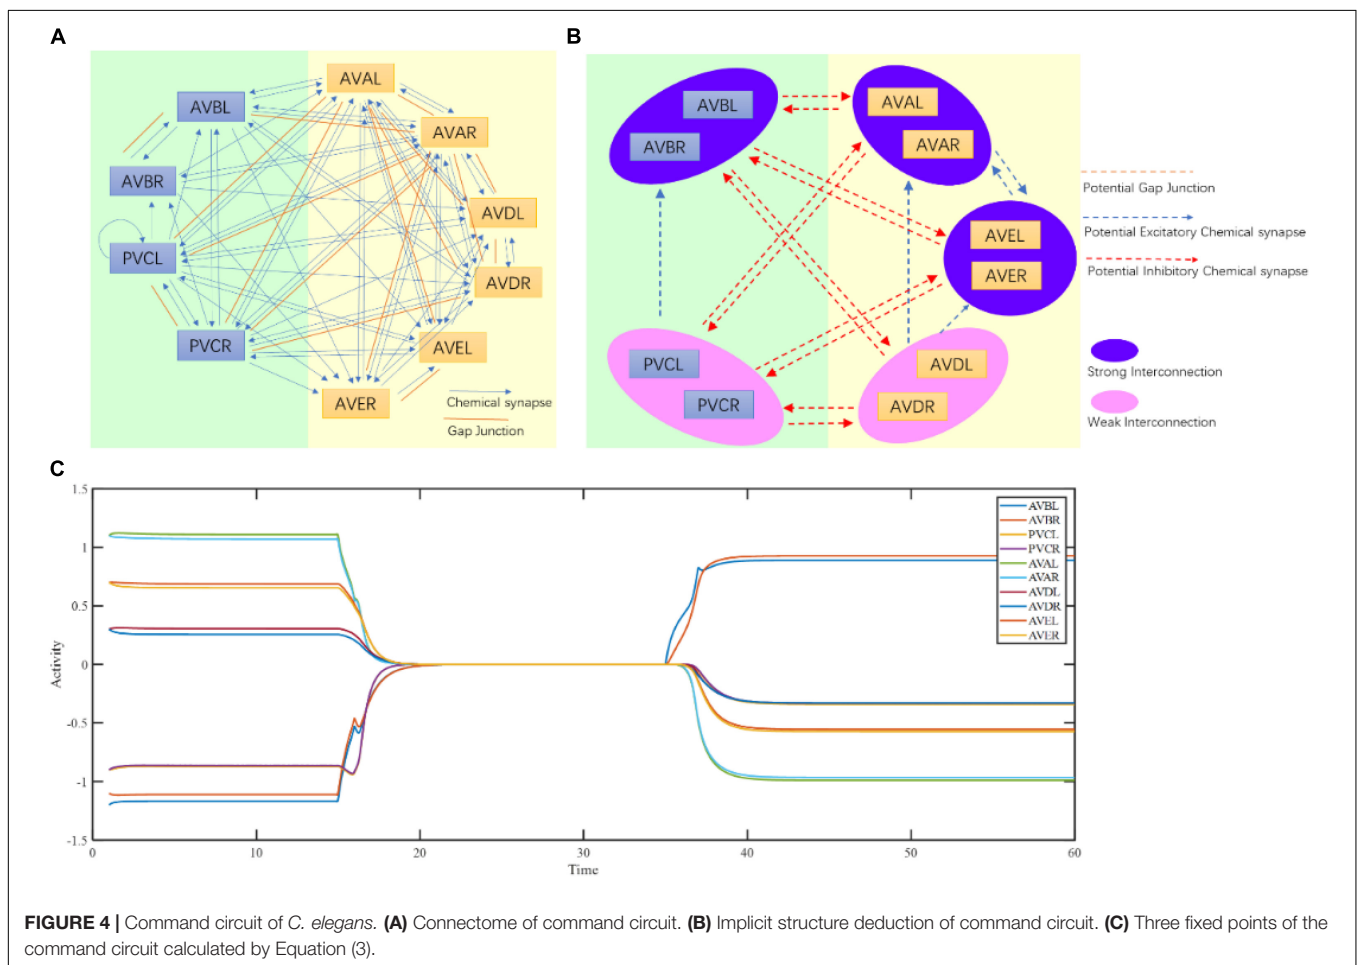 A
AVAL
AVBL
AVAR
AVBR
AVDL
PVCL
AVDR
PVCR
AVEL
AVER
Chemical synapse
Gap Junction
B
AVBL
AVBR
AVAL
AVAR
AVEL
AVER
PVCL
PVCR
AVDL
AVDR
Potential Gap Junction
Potential Excitatory Chemical synapse
Potential Inhibitory Chemical synapse
Strong Interconnection
Weak Interconnection
C
1.5
1
0.5
0
-0.5
-1
-1.5
Activity
0 10 20 30 40 50 60
Time
AVBL
AVBR
PVCL
PVCR
AVAL
AVAR
AVDL
AVDR
AVEL
AVER
FIGURE 4 | Command circuit of C. elegans. (A) Connectome of command circuit. (B) Implicit structure deduction of command circuit. (C) Three fixed points of the
command circuit calculated by Equation (3).